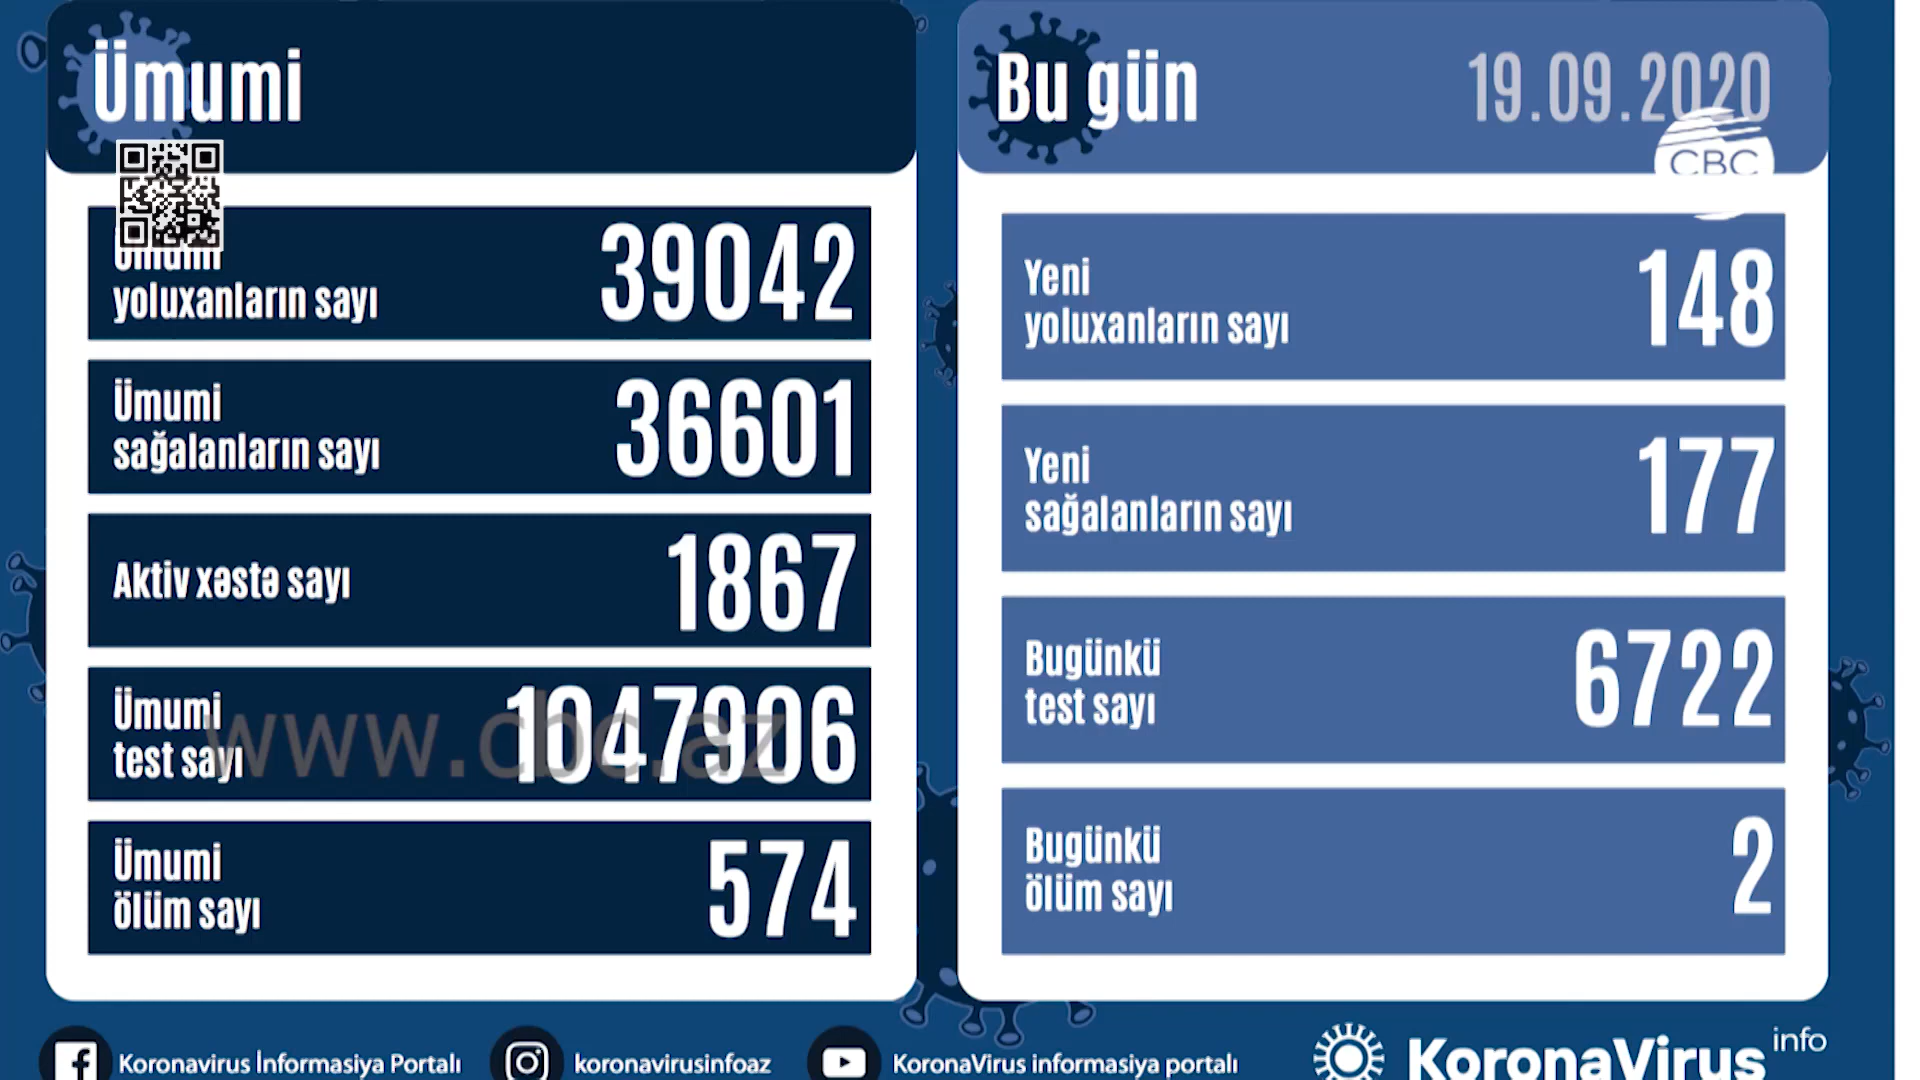 Ümumi
Ümumi
yoluxanların sayı
39042
Ümumi
sağalanların sayı
36601
Aktiv xəstə sayı
1867
Ümumi
test sayı
1047906
www.cbc.az
Ümumi
ölüm sayı
574
Bu gün
19.09.2020
CBC
Yeni
yoluxanların sayı
148
Yeni
sağalanların sayı
177
Bugünkü
test sayı
6722
Bugünkü
ölüm sayı
2
Koronavirus İnformasiya Portalı
koronavirusinfoaz
KoronaVirus informasiya portalı
KoronaVirus info